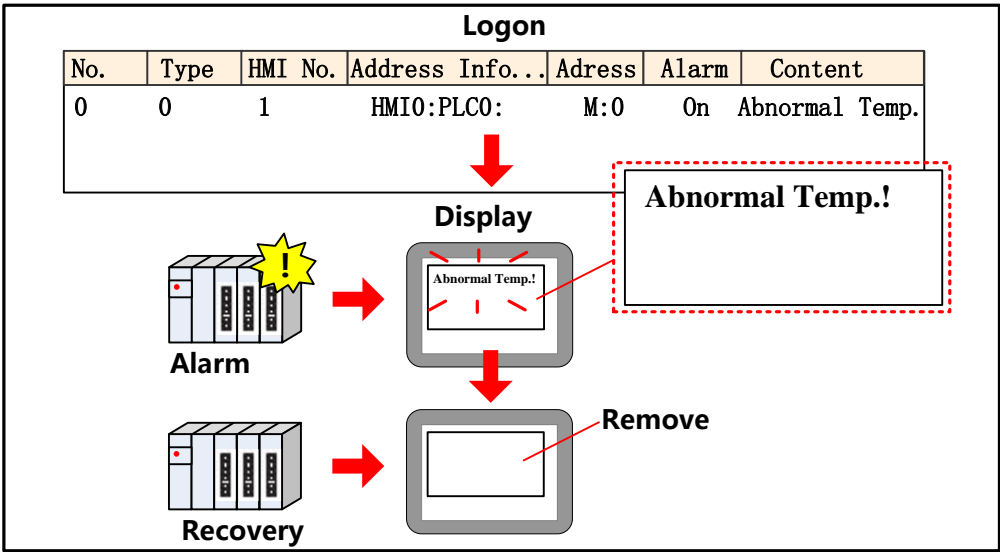 Logon
No. Type HMI No. Address Info... Adress Alarm Content
0 0 1 HMI0:PLC0: M:0 On Abnormal Temp.
Abnormal Temp.!
Display
!
Abnormal Temp.!
Alarm
Remove
Recovery